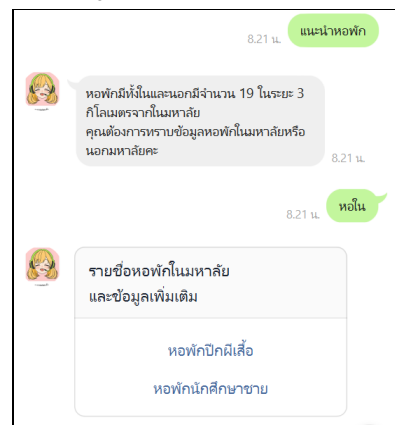 แนะนำหอพัก
8.21 น.
หอพักมีทั้งในและนอกมีจำนวน 19 ในระยะ 3
กิโลเมตรจากในมหาลัย
คุณต้องการทราบข้อมูลหอพักในมหาลัยหรือ
นอกมหาลัยคะ
8.21 น.
หอใน
8.21 น.
รายชื่อหอพักในมหาลัย
และข้อมูลเพิ่มเติม
หอพักปีกผีเสื้อ
หอพักนักศึกษาชาย